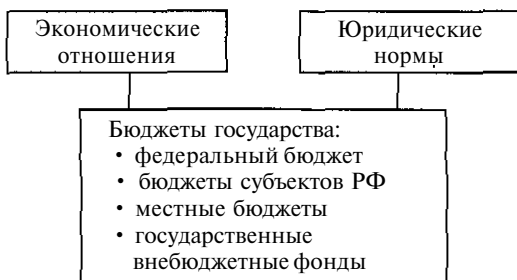 Экономические
отношения
Юридические
нормы
Бюджеты государства:
• федеральный бюджет
• бюджеты субъектов РФ
• местные бюджеты
• государственные
внебюджетные фонды